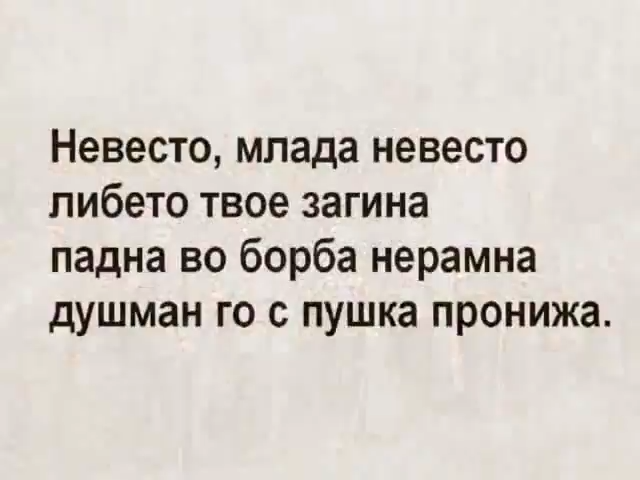 Невесто, млада невесто
либето твое загина
падна во борба нерамна
душман го с пушка пронижа.